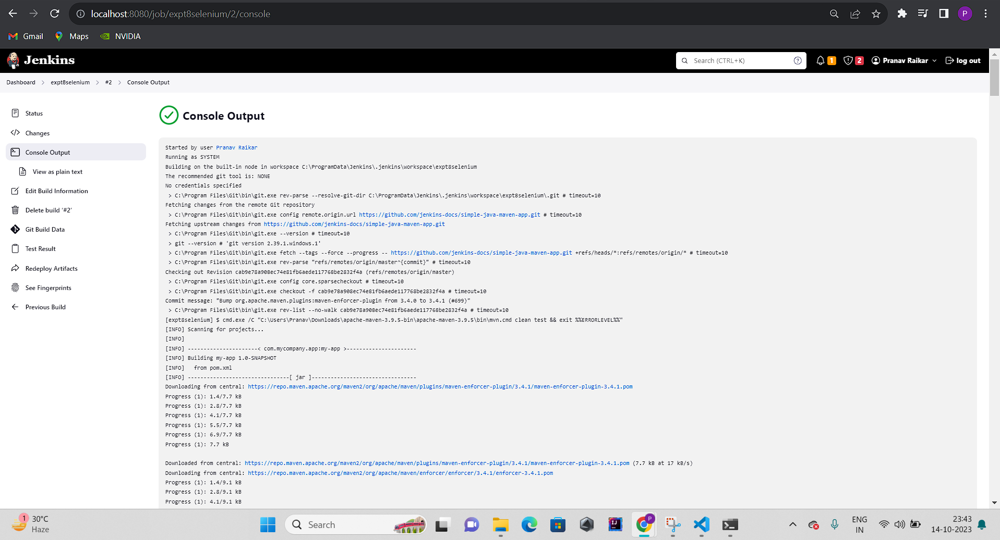 localhost:8080/job/expt8selenium/2/console
P
Gmail
Maps
NVIDIA
Jenkins
Search (CTRL+K)
1
2
Pranav Raikar
log out
Dashboard
expt8selenium
#2
Console Output
Status
Changes
Console Output
View as plain text
Edit Build Information
Delete build ‘#2’
Git Build Data
Test Result
Redeploy Artifacts
See Fingerprints
Previous Build
Console Output
Started by user Pranav Raikar
Running as SYSTEM
Building on the built-in node in workspace C:\ProgramData\Jenkins\.jenkins\workspace\expt8selenium
The recommended git tool is: NONE
No credentials specified
> C:\Program Files\Git\bin\git.exe rev-parse --resolve-git-dir C:\ProgramData\Jenkins\.jenkins\workspace\expt8selenium\.git # timeout=10
Fetching changes from the remote Git repository
> C:\Program Files\Git\bin\git.exe config remote.origin.url https://github.com/jenkins-docs/simple-java-maven-app.git # timeout=10
Fetching upstream changes from https://github.com/jenkins-docs/simple-java-maven-app.git
> C:\Program Files\Git\bin\git.exe --version # timeout=10
> git --version # 'git version 2.39.1.windows.1'
> C:\Program Files\Git\bin\git.exe fetch --tags --force --progress -- https://github.com/jenkins-docs/simple-java-maven-app.git +refs/heads/*:refs/remotes/origin/* # timeout=10
> C:\Program Files\Git\bin\git.exe rev-parse "refs/remotes/origin/master^{commit}" # timeout=10
Checking out Revision cab9e78a908ec74e81fb6aede117768be2832f4a (refs/remotes/origin/master)
> C:\Program Files\Git\bin\git.exe config core.sparsecheckout # timeout=10
> C:\Program Files\Git\bin\git.exe checkout -f cab9e78a908ec74e81fb6aede117768be2832f4a # timeout=10
Commit message: "Bump org.apache.maven.plugins:maven-enforcer-plugin from 3.4.0 to 3.4.1 (#699)"
> C:\Program Files\Git\bin\git.exe rev-list --no-walk cab9e78a908ec74e81fb6aede117768be2832f4a # timeout=10
[expt8selenium] $ cmd.exe /C "C:\Users\Pranav\Downloads\apache-maven-3.9.5-bin\apache-maven-3.9.5\bin\mvn.cmd clean test && exit %%ERRORLEVEL%%"
[INFO] Scanning for projects...
[INFO]
[INFO] ----------------------< com.mycompany.app:my-app >----------------------
[INFO] Building my-app 1.0-SNAPSHOT
[INFO]   from pom.xml
[INFO] --------------------------------[ jar ]---------------------------------
Downloading from central: https://repo.maven.apache.org/maven2/org/apache/maven/plugins/maven-enforcer-plugin/3.4.1/maven-enforcer-plugin-3.4.1.pom
Progress (1): 1.4/7.7 kB
Progress (1): 2.8/7.7 kB
Progress (1): 4.1/7.7 kB
Progress (1): 5.5/7.7 kB
Progress (1): 6.9/7.7 kB
Progress (1): 7.7 kB
Downloaded from central: https://repo.maven.apache.org/maven2/org/apache/maven/plugins/maven-enforcer-plugin/3.4.1/maven-enforcer-plugin-3.4.1.pom (7.7 kB at 17 kB/s)
Downloading from central: https://repo.maven.apache.org/maven2/org/apache/maven/enforcer/enforcer/3.4.1/enforcer-3.4.1.pom
Progress (1): 1.4/9.1 kB
Progress (1): 2.8/9.1 kB
Progress (1): 4.1/9.1 kB
1
30°C
Haze
Search
IJ
P
ENG
IN
23:43
14-10-2023